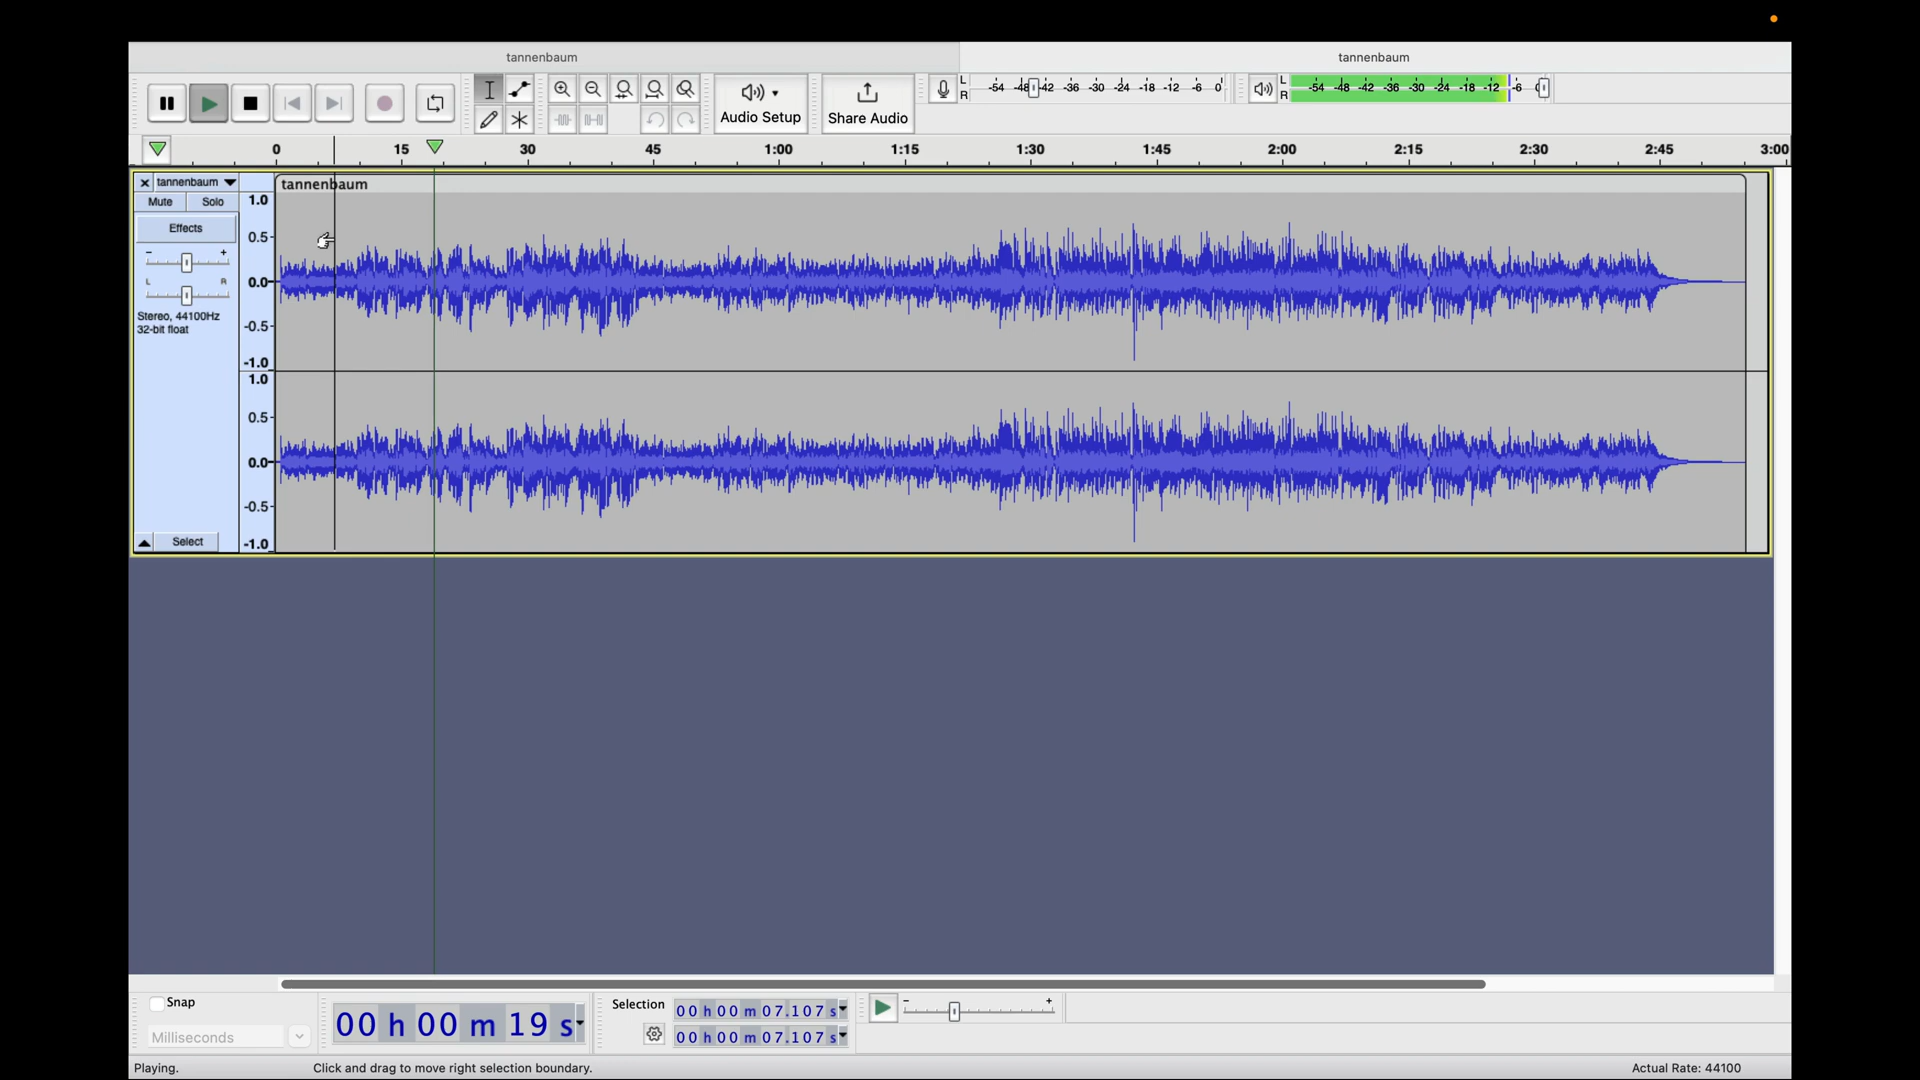 tannenbaum tannenbaum
Audio Setup Share Audio
L R -54 -48 -42 -36 -30 -24 -18 -12 -6 0
L R -54 -48 -42 -36 -30 -24 -18 -12 -6 0
0 15 30 45 1:00 1:15 1:30 1:45 2:00 2:15 2:30 2:45 3:00
× tannenbaum
Mute Solo
Effects
- +
L R
Stereo, 44100Hz
32-bit float
Select
tannenbaum
1.0
0.5-
0.0-
-0.5-
-1.0
1.0
0.5-
0.0-
-0.5-
-1.0
Snap
Milliseconds
00 h 00 m 19 s
Selection
00 h 00 m 07.107 s
00 h 00 m 07.107 s
- +
Playing. Click and drag to move right selection boundary. Actual Rate: 44100